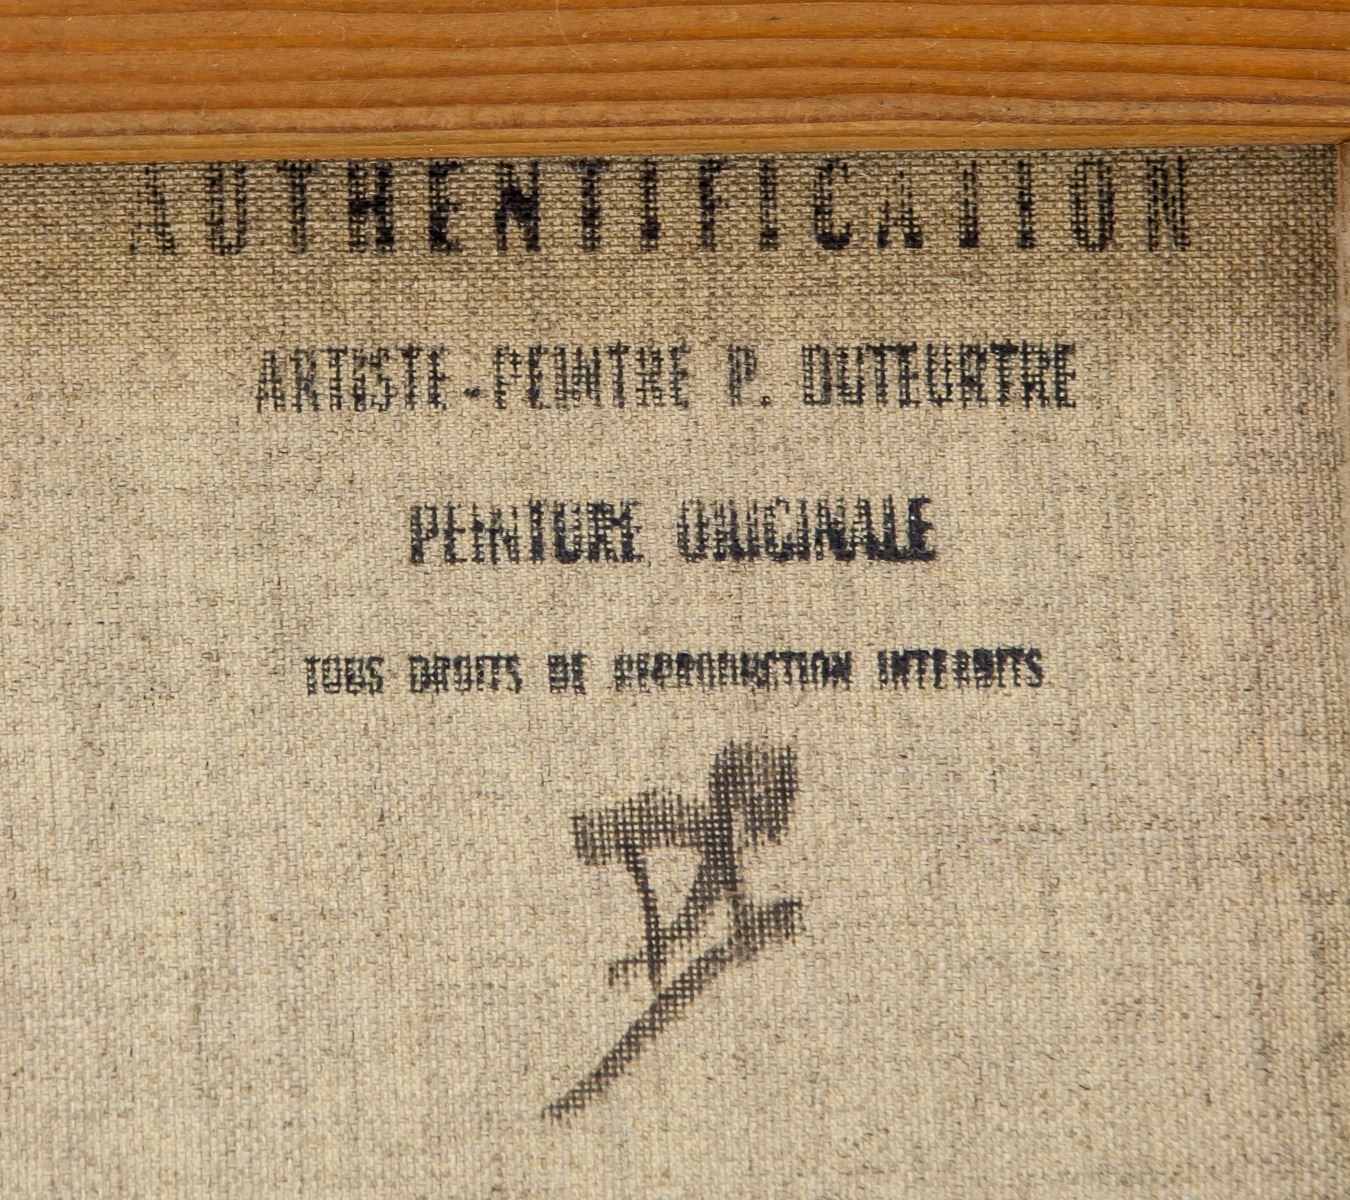 AUTHENTIFICATION
ARTISTE-PEINTRE P. DUTEURTRE
PEINTURE ORIGINALE
TOUS DROITS DE REPRODUCTION INTERDITS